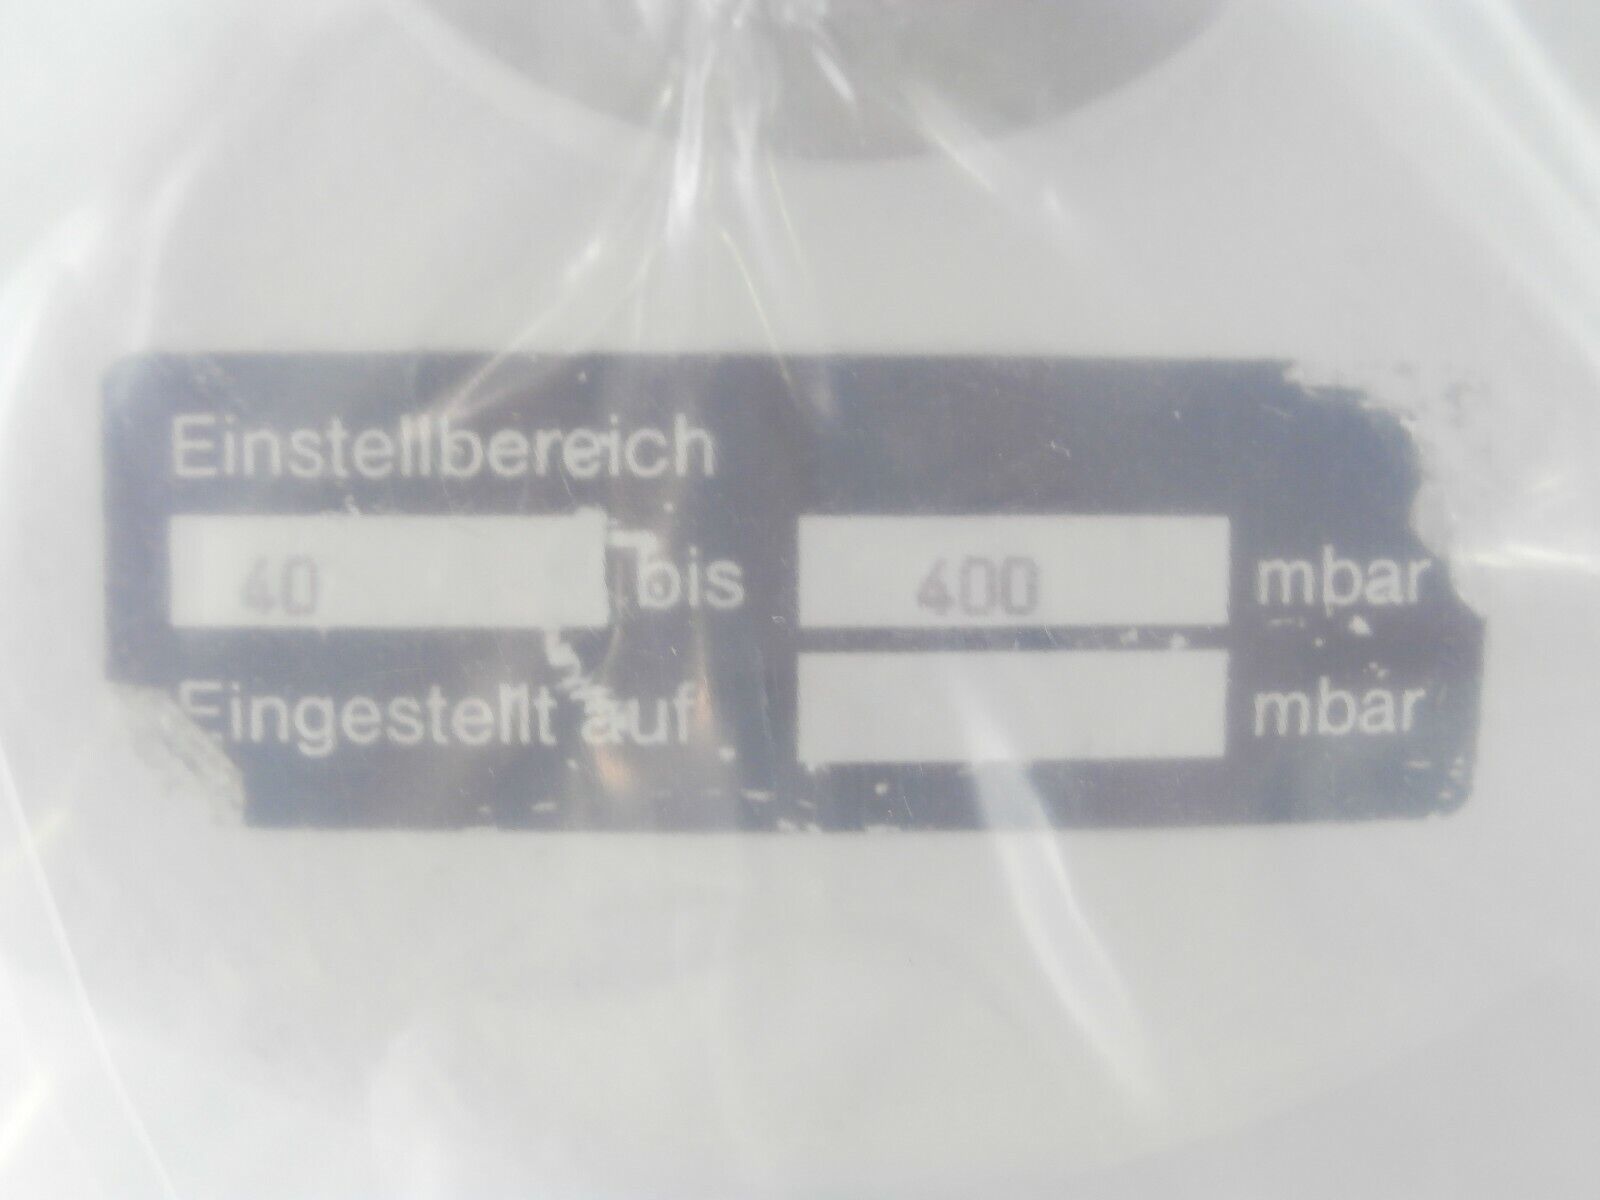 Einstellbereich
40 bis 400 mbar
Eingestellt auf mbar